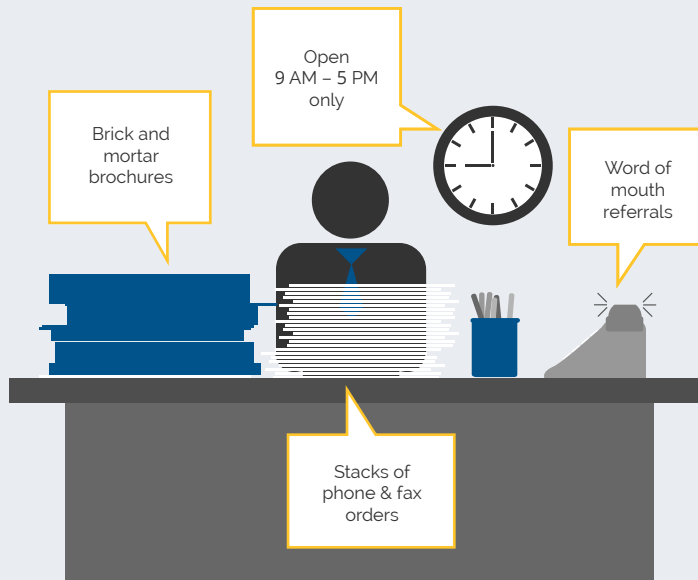 Open
9 AM – 5 PM
only
Brick and
mortar
brochures
Word of
mouth
referrals
Stacks of
phone & fax
orders